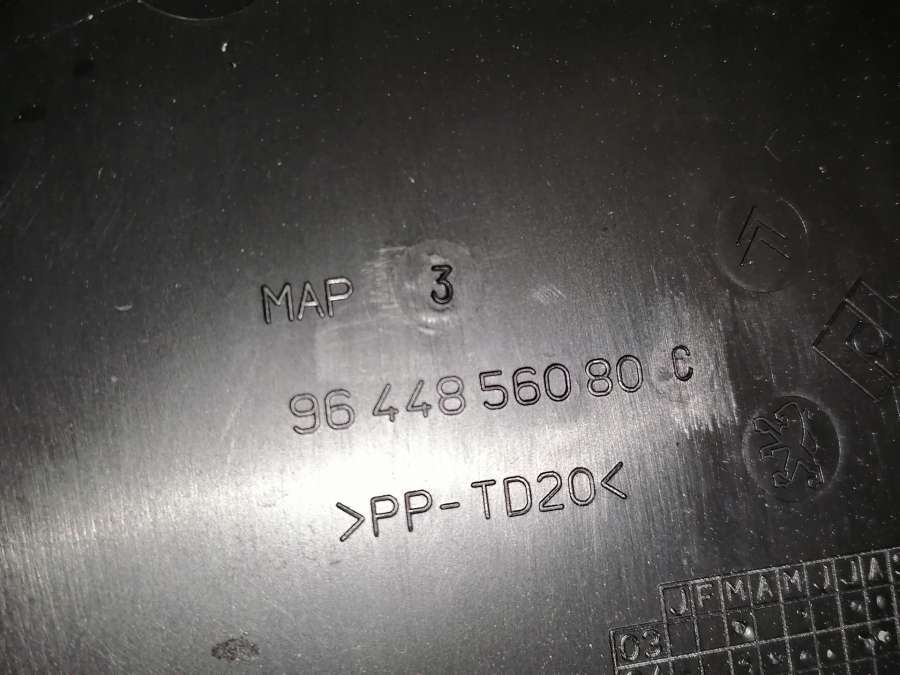 MAP 3
96 448 560 80 C
>PP-TD20<
J F M A M J J A
03